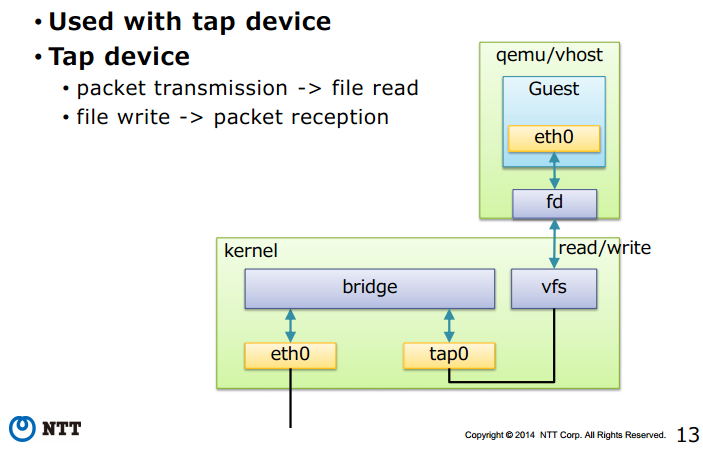 • Used with tap device
• Tap device
• packet transmission -> file read
• file write -> packet reception
qemu/vhost
Guest
eth0
fd
read/write
kernel
bridge
vfs
eth0
tap0
NTT
Copyright © 2014 NTT Corp. All Rights Reserved.
13